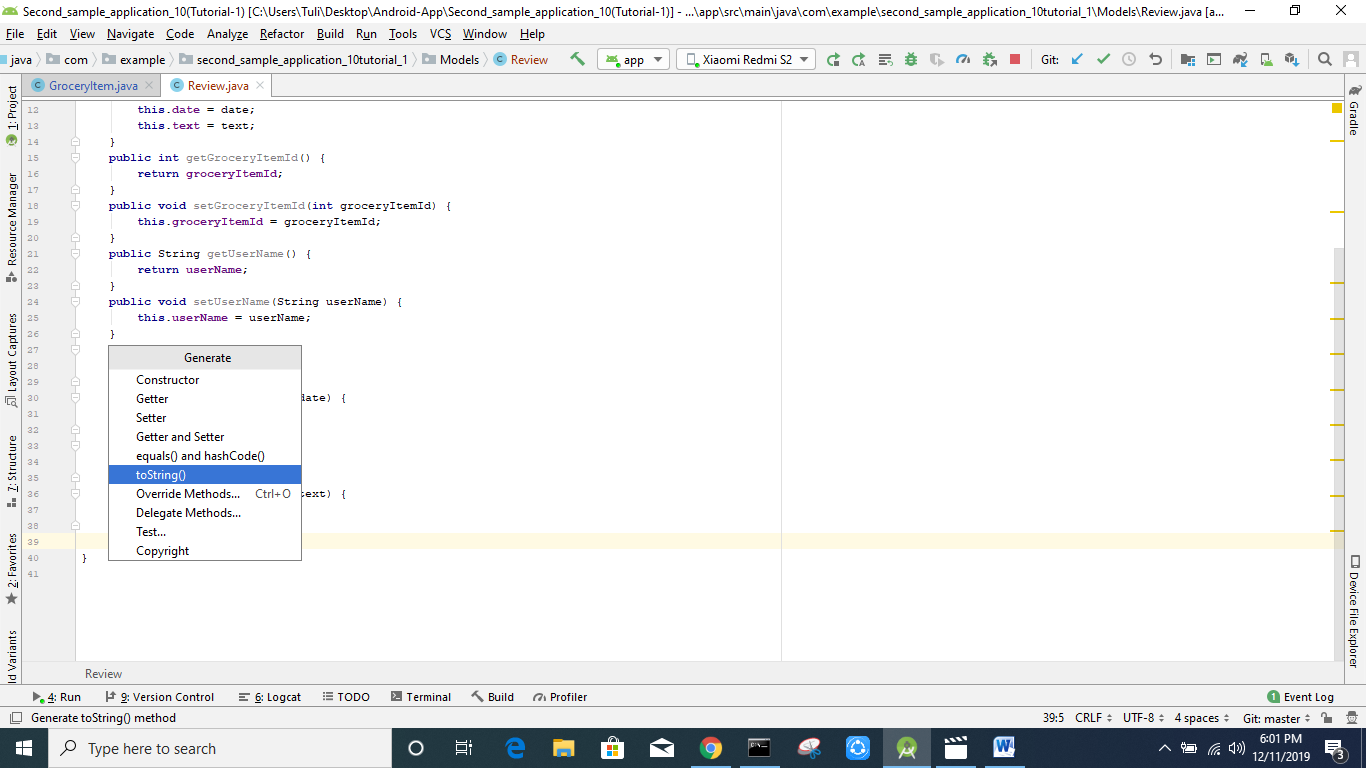 Second_sample_application_10(Tutorial-1) [C:\Users\Tuli\Desktop\Android-App\Second_sample_application_10(Tutorial-1)] - ...\app\src\main\java\com\example\second_sample_application_10tutorial_1\Models\Review.java [a...
File Edit View Navigate Code Analyze Refactor Build Run Tools VCS Window Help
java com example second_sample_application_10tutorial_1 Models Review app Xiaomi Redmi S2 Git:
GroceryItem.java Review.java
1: Project
Resource Manager
Layout Captures
7: Structure
2: Favorites
ld Variants
Gradle
Device File Explorer
12 this.date = date;
13 this.text = text;
14 }
15 public int getGroceryItemId() {
16 return groceryItemId;
17 }
18 public void setGroceryItemId(int groceryItemId) {
19 this.groceryItemId = groceryItemId;
20 }
21 public String getUserName() {
22 return userName;
23 }
24 public void setUserName(String userName) {
25 this.userName = userName;
26 }
27
28
29
30 date) {
31
32
33
34
35
36 text) {
37
38
39
40 }
41
Generate
Constructor
Getter
Setter
Getter and Setter
equals() and hashCode()
toString()
Override Methods... Ctrl+O
Delegate Methods...
Test...
Copyright
Review
4: Run 9: Version Control 6: Logcat TODO Terminal Build Profiler 1 Event Log
Generate toString() method 39:5 CRLF UTF-8 4 spaces Git: master
Type here to search
6:01 PM
12/11/2019
3